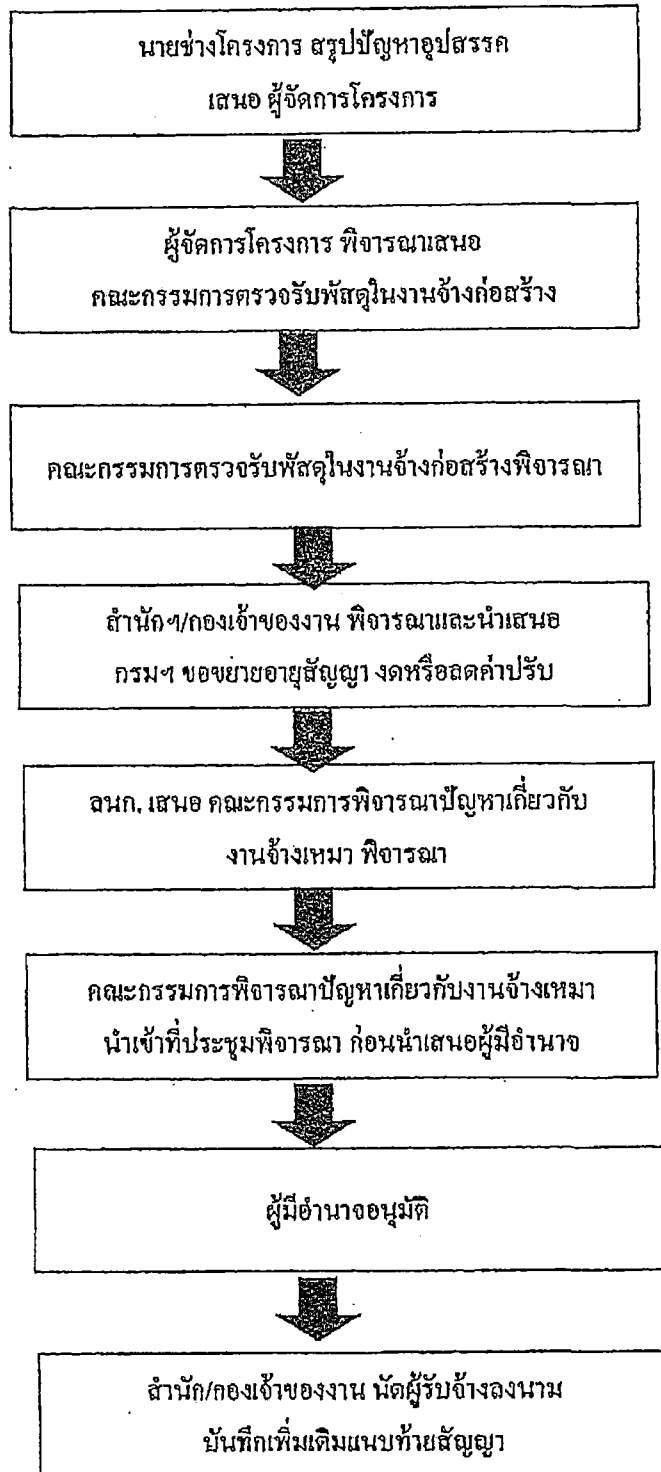 นายช่างโครงการ สรุปปัญหาอุปสรรค
เสนอ ผู้จัดการโครงการ
ผู้จัดการโครงการ พิจารณาเสนอ
คณะกรรมการตรวจรับพัสดุในงานจ้างก่อสร้าง
คณะกรรมการตรวจรับพัสดุในงานจ้างก่อสร้างพิจารณา
สำนักฯ/กองเจ้าของงาน พิจารณาและนำเสนอ
กรมฯ ขอขยายอายุสัญญา งดหรือลดค่าปรับ
ลนก. เสนอ คณะกรรมการพิจารณาปัญหาเกี่ยวกับ
งานจ้างเหมา พิจารณา
คณะกรรมการพิจารณาปัญหาเกี่ยวกับงานจ้างเหมา
นำเข้าที่ประชุมพิจารณา ก่อนนำเสนอผู้มีอำนาจ
ผู้มีอำนาจอนุมัติ
สำนัก/กองเจ้าของงาน นัดผู้รับจ้างลงนาม
บันทึกเพิ่มเติมแนบท้ายสัญญา